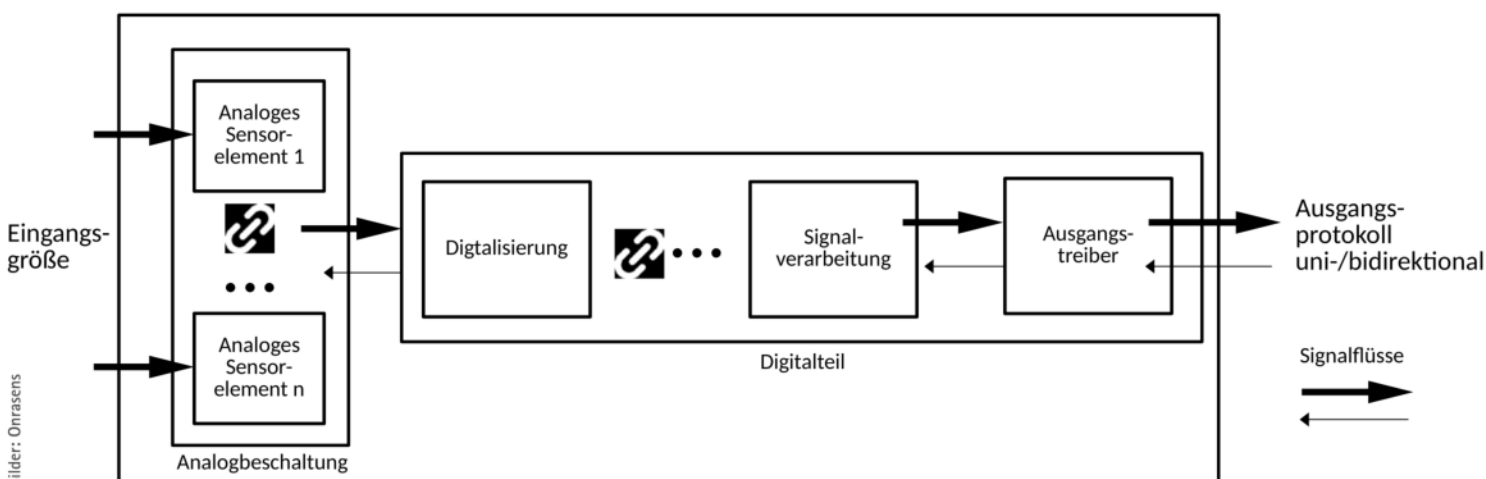 Eingangs-
größe
Analoges
Sensor-
element 1
Analoges
Sensor-
element n
Analogbeschaltung
Digtalisierung
Signal-
verarbeitung
Ausgangs-
treiber
Digitalteil
Ausgangs-
protokoll
uni-/bidirektional
Signalflüsse
ilder: Onrasens